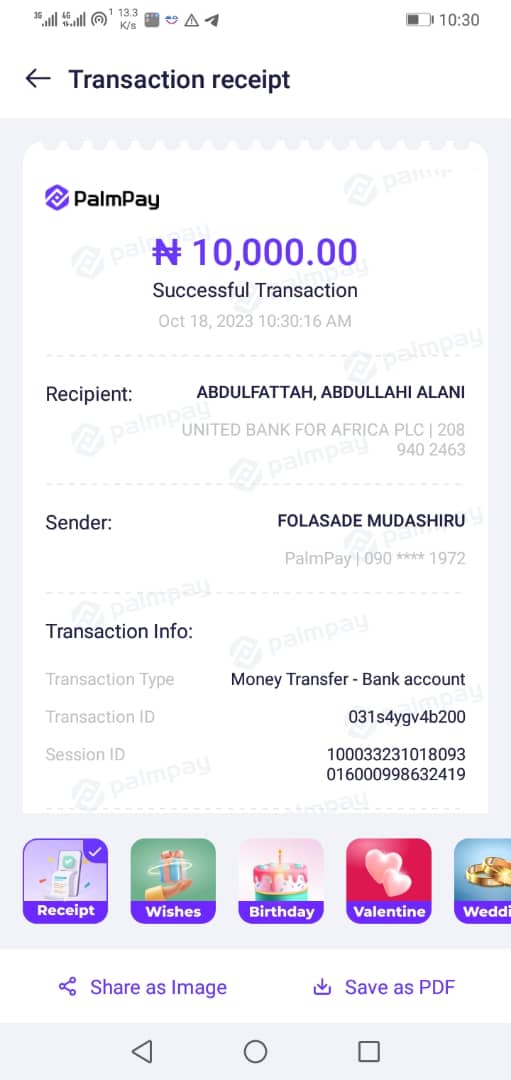 3G 4G 1 13.3 K/s 10:30
Transaction receipt
PalmPay
₦ 10,000.00
Successful Transaction
Oct 18, 2023 10:30:16 AM
Recipient: ABDULFATTAH, ABDULLAHI ALANI
UNITED BANK FOR AFRICA PLC | 208
940 2463
Sender: FOLASADE MUDASHIRU
PalmPay | 090 **** 1972
Transaction Info:
Transaction Type Money Transfer - Bank account
Transaction ID 031s4ygv4b200
Session ID 100033231018093
016000998632419
Receipt Wishes Birthday Valentine Weddi
Share as Image Save as PDF